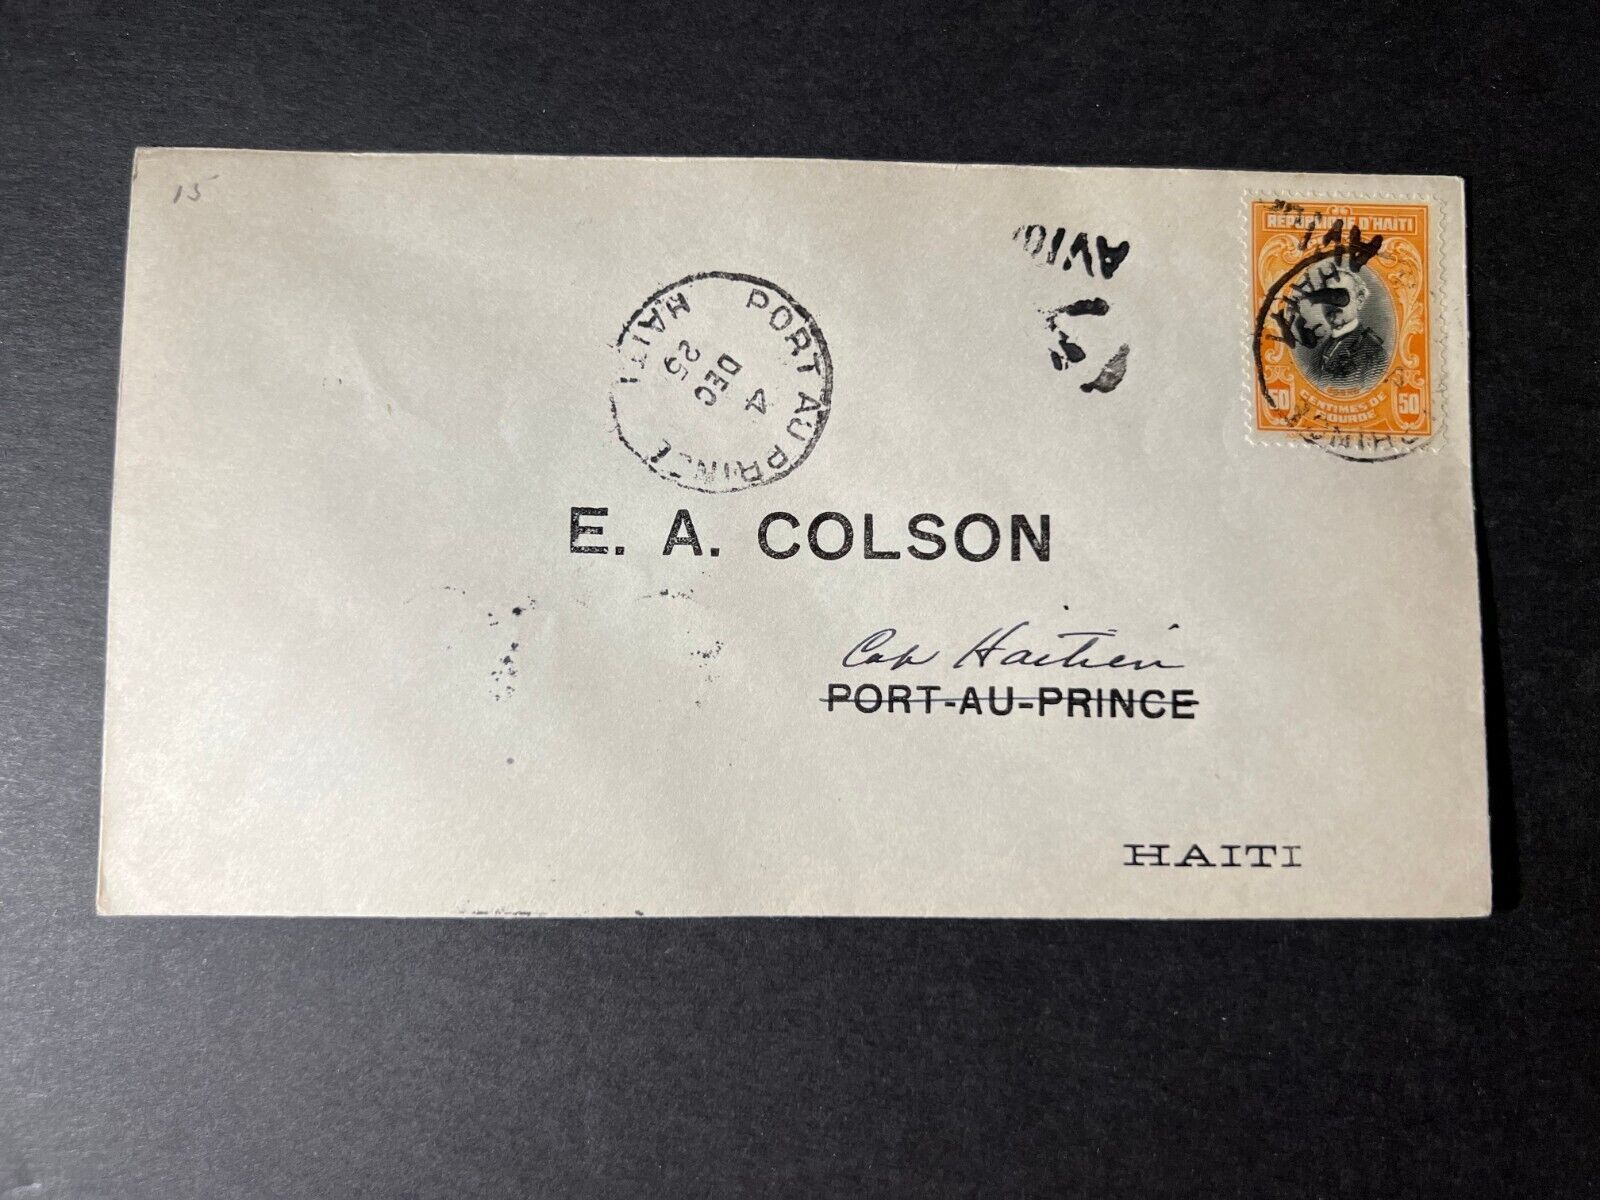 15
REPUBLIQUE D'HAITI
50 CENTIMES DE GOURDE 50
AVION
PORT AU PRINCE
4
DEC
25
HAITI
E. A. COLSON
Cap Haitien
PORT-AU-PRINCE
HAITI